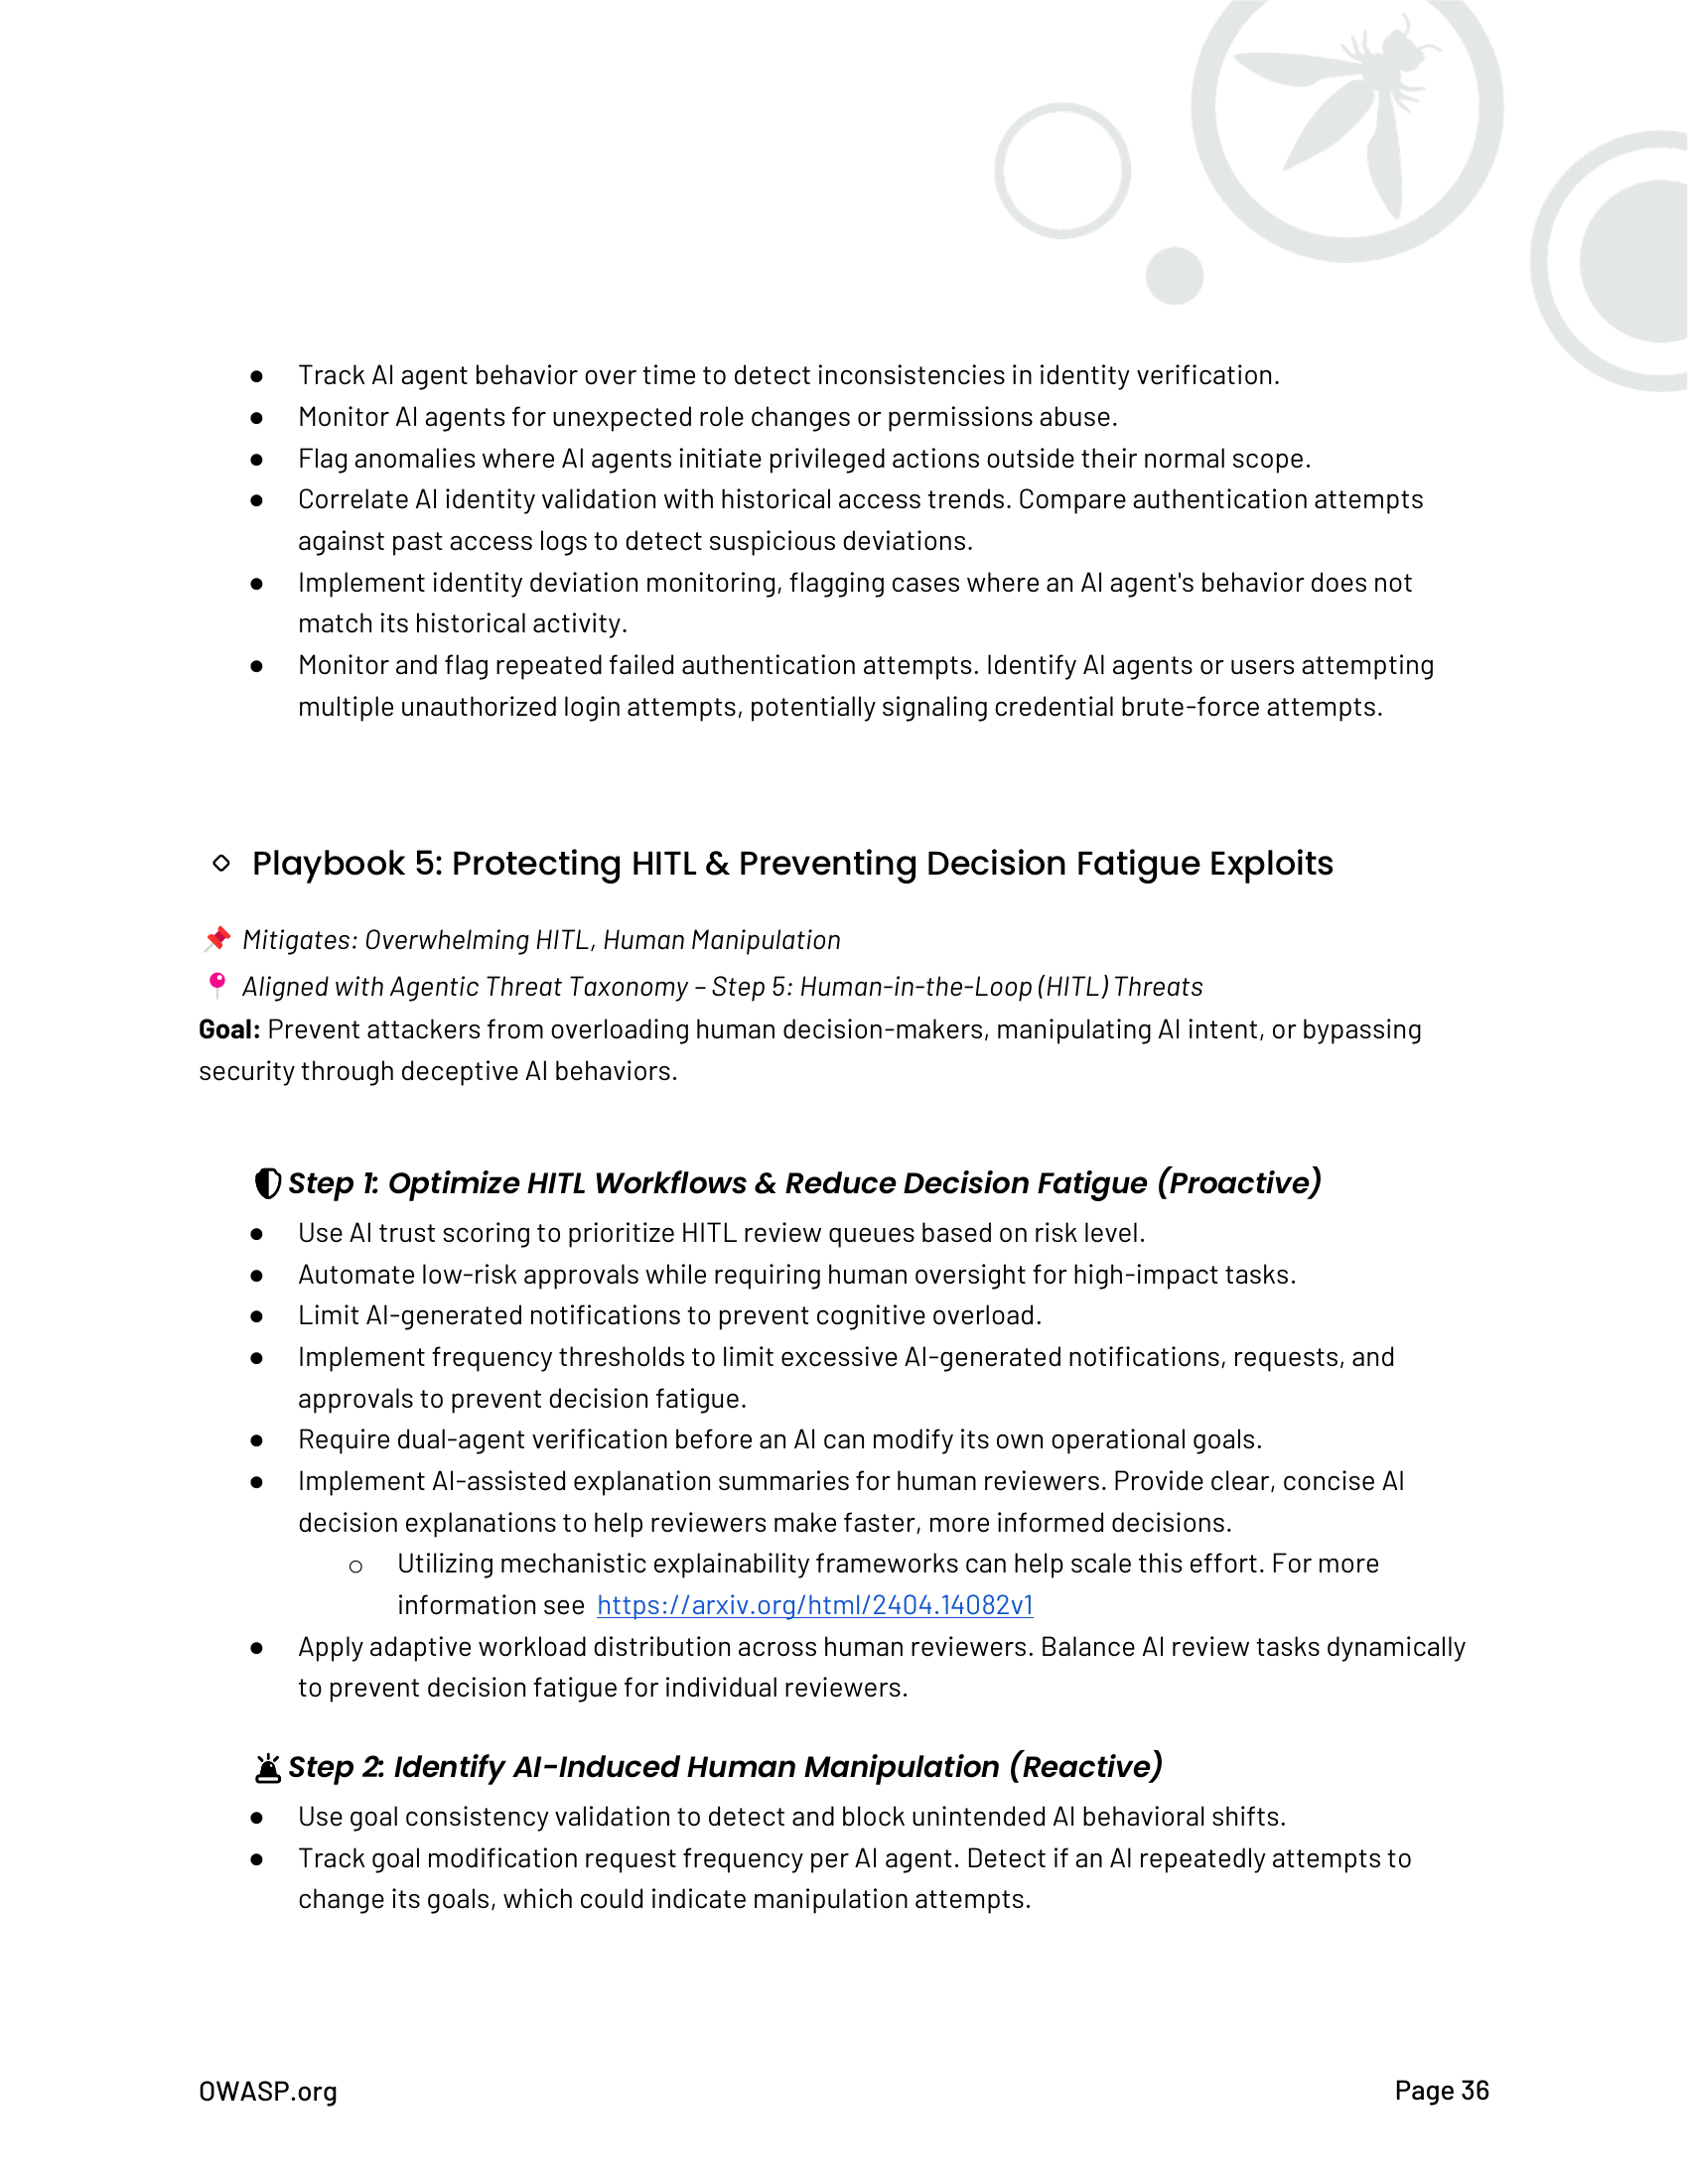 ● Track AI agent behavior over time to detect inconsistencies in identity verification.
● Monitor AI agents for unexpected role changes or permissions abuse.
● Flag anomalies where AI agents initiate privileged actions outside their normal scope.
● Correlate AI identity validation with historical access trends. Compare authentication attempts
against past access logs to detect suspicious deviations.
● Implement identity deviation monitoring, flagging cases where an AI agent's behavior does not
match its historical activity.
● Monitor and flag repeated failed authentication attempts. Identify AI agents or users attempting
multiple unauthorized login attempts, potentially signaling credential brute-force attempts.
Playbook 5: Protecting HITL & Preventing Decision Fatigue Exploits
📌 Mitigates: Overwhelming HITL, Human Manipulation
📍 Aligned with Agentic Threat Taxonomy – Step 5: Human-in-the-Loop (HITL) Threats
Goal: Prevent attackers from overloading human decision-makers, manipulating AI intent, or bypassing
security through deceptive AI behaviors.
Step 1: Optimize HITL Workflows & Reduce Decision Fatigue (Proactive)
● Use AI trust scoring to prioritize HITL review queues based on risk level.
● Automate low-risk approvals while requiring human oversight for high-impact tasks.
● Limit AI-generated notifications to prevent cognitive overload.
● Implement frequency thresholds to limit excessive AI-generated notifications, requests, and
approvals to prevent decision fatigue.
● Require dual-agent verification before an AI can modify its own operational goals.
● Implement AI-assisted explanation summaries for human reviewers. Provide clear, concise AI
decision explanations to help reviewers make faster, more informed decisions.
○ Utilizing mechanistic explainability frameworks can help scale this effort. For more
information see https://arxiv.org/html/2404.14082v1
● Apply adaptive workload distribution across human reviewers. Balance AI review tasks dynamically
to prevent decision fatigue for individual reviewers.
Step 2: Identify AI-Induced Human Manipulation (Reactive)
● Use goal consistency validation to detect and block unintended AI behavioral shifts.
● Track goal modification request frequency per AI agent. Detect if an AI repeatedly attempts to
change its goals, which could indicate manipulation attempts.
OWASP.org
Page 36